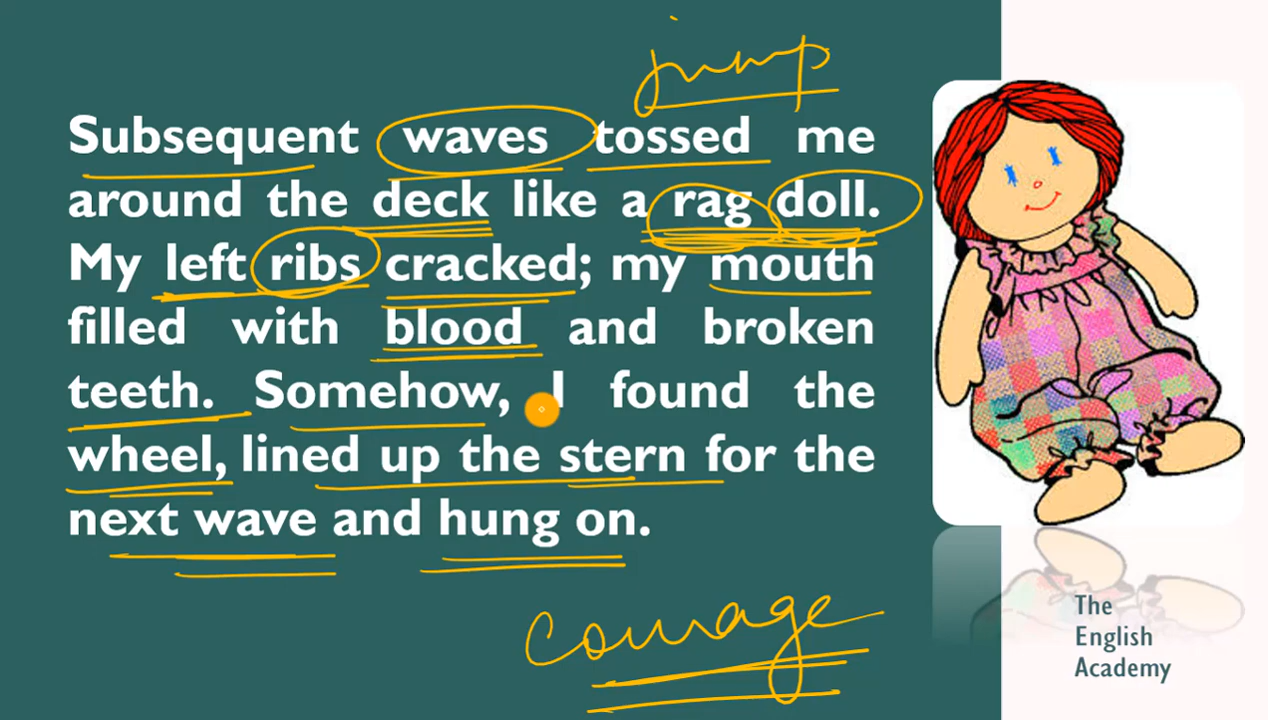 jump
Subsequent waves tossed me
around the deck like a rag doll.
My left ribs cracked; my mouth
filled with blood and broken
teeth. Somehow, I found the
wheel, lined up the stern for the
next wave and hung on.
courage
The
English
Academy